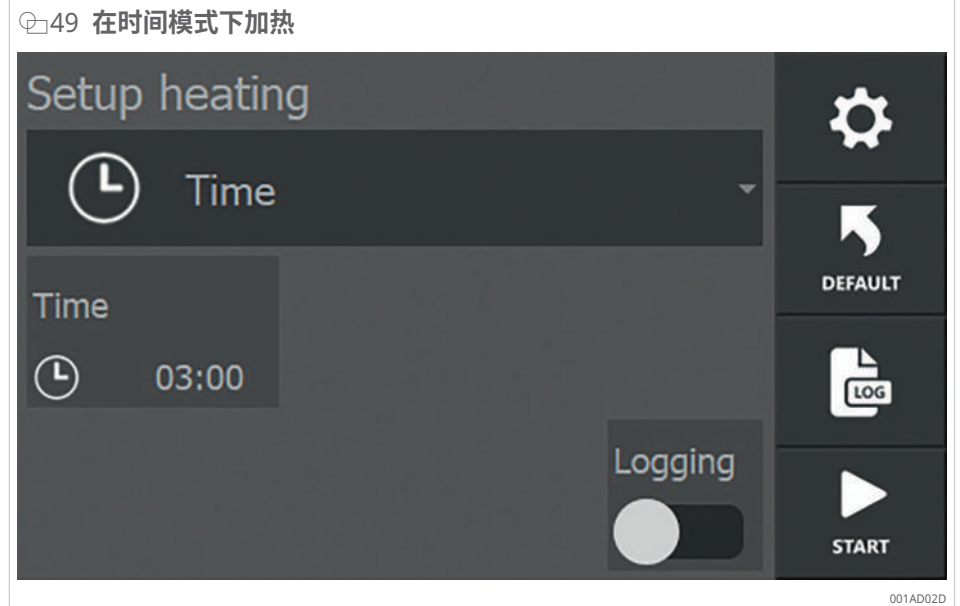 49 在时间模式下加热
Setup heating
Time
Time
03:00
Logging
DEFAULT
LOG
START
001AD02D